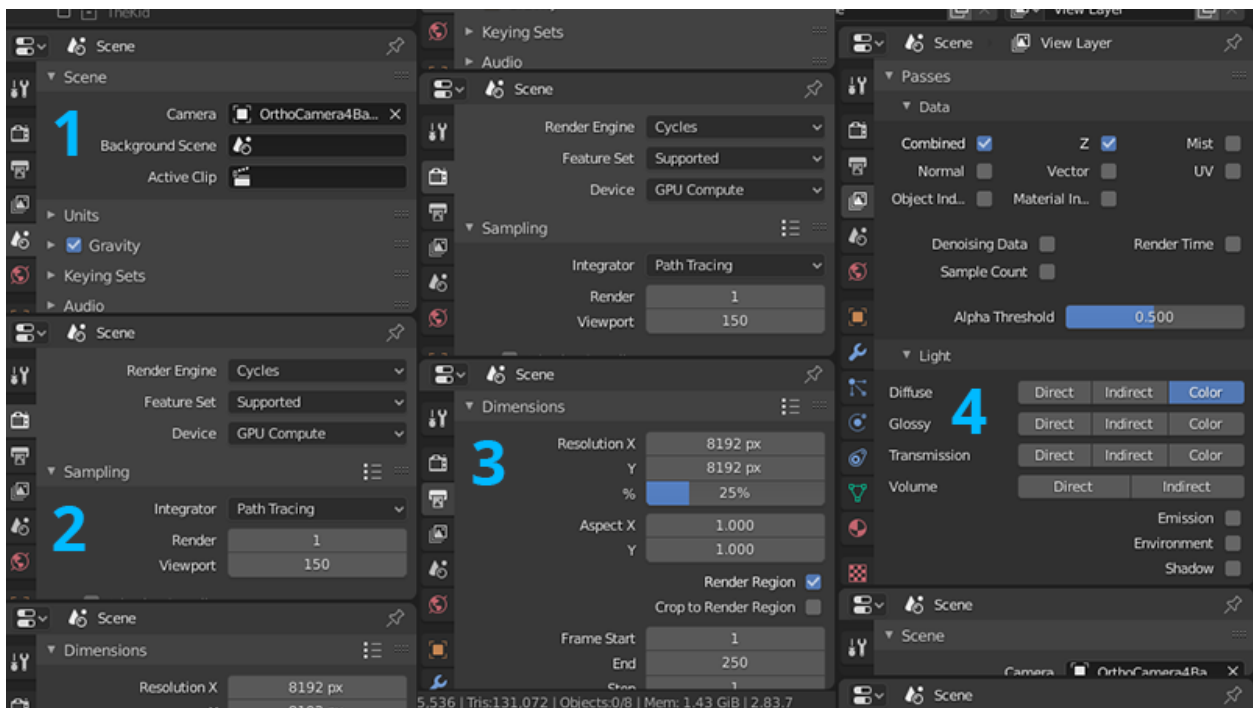 TheKid
Scene
Scene
1
Camera OrthoCamera4Ba...
Background Scene
Active Clip
Units
Gravity
Keying Sets
Audio
Scene
Render Engine Cycles
Feature Set Supported
Device GPU Compute
Sampling
2
Integrator Path Tracing
Render 1
Viewport 150
Scene
Dimensions
Resolution X 8192 px
Keying Sets
Audio
Scene
Render Engine Cycles
Feature Set Supported
Device GPU Compute
Sampling
Integrator Path Tracing
Render 1
Viewport 150
Scene
Dimensions
3
Resolution X 8192 px
Y 8192 px
% 25%
Aspect X 1.000
Y 1.000
Render Region
Crop to Render Region
Frame Start 1
End 250
Step 1
5.536 | Tris:131.072 | Objects:0/8 | Mem: 1.43 GiB | 2.83.7
View Layer
Scene View Layer
Passes
Data
Combined Z Mist
Normal Vector UV
Object Ind... Material In...
Denoising Data Render Time
Sample Count
Alpha Threshold 0.500
Light
4
Diffuse Direct Indirect Color
Glossy Direct Indirect Color
Transmission Direct Indirect Color
Volume Direct Indirect
Emission
Environment
Shadow
Scene
Scene
Camera OrthoCamera4Ba...
Scene